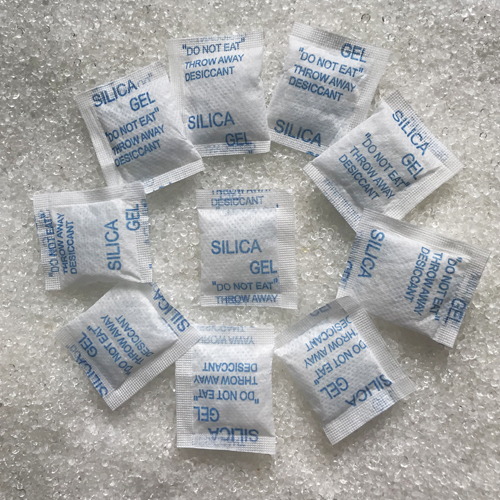 SILICA
GEL
"DO NOT EAT"
THROW AWAY
DESICCANT
"DO NOT EAT"
THROW AWAY
DESICCANT
SILICA
GEL
GEL
"DO NOT EAT"
THROW AWAY
DESICCANT
SILICA
GEL
"DO NOT EAT"
THROW AWAY
DESICCANT
"DO NOT EAT"
THROW AWAY
DESICCANT
SILICA
GEL
DESICCANT
SILICA
GEL
"DO NOT EAT"
THROW AWAY
GEL
"DO NOT EAT"
THROW AWAY
DESICCANT
SILICA
SILICA
GEL
"DO NOT EAT"
THROW AWAY
DESICCANT
SILICA
SILICA
GEL
"DO NOT EAT"
THROW AWAY
DESICCANT
SILICA
GEL
"DO NOT EAT"
THROW AWAY
DESICCANT